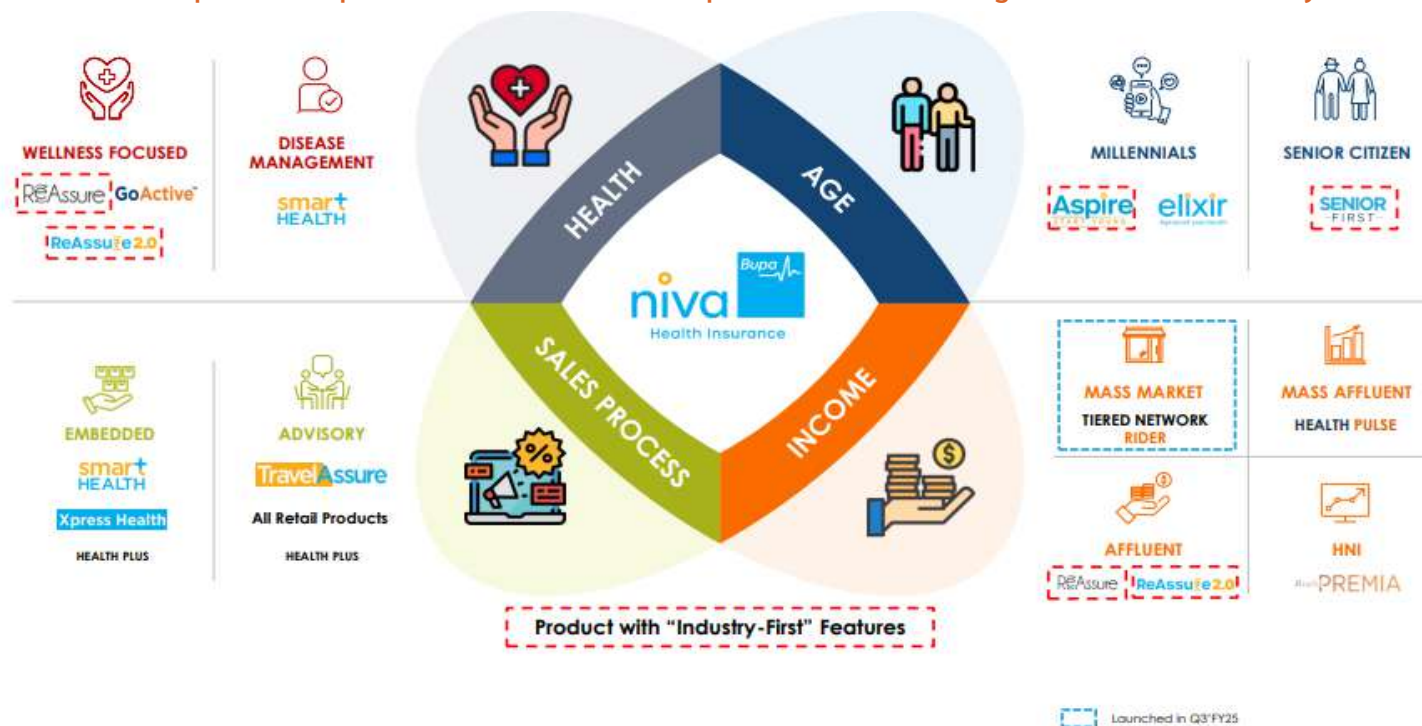 WELLNESS FOCUSED
ReAssure GoActive™
ReAssure 2.0
DISEASE
MANAGEMENT
smart
HEALTH
HEALTH
AGE
MILLENNIALS
Aspire
START YOUNG
elixir
SENIOR CITIZEN
SENIOR
-FIRST-
niva
Bupa
Health Insurance
EMBEDDED
smart
HEALTH
Xpress Health
HEALTH PLUS
ADVISORY
TravelAssure
All Retail Products
HEALTH PLUS
SALES PROCESS
INCOME
MASS MARKET
TIERED NETWORK
RIDER
MASS AFFLUENT
HEALTH PULSE
AFFLUENT
ReAssure ReAssure 2.0
HNI
PREMIA
Product with “Industry-First” Features
Launched in Q3'FY25